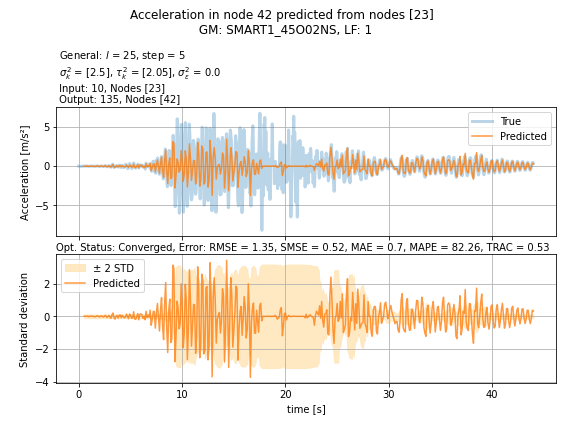 Acceleration in node 42 predicted from nodes [23]
GM: SMART1_45O02NS, LF: 1
General: l = 25, step = 5
σ²ₖ = [2.5], τ²ₖ = [2.05], σ²ε = 0.0
Input: 10, Nodes [23]
Output: 135, Nodes [42]
5
0
−5
Acceleration [m/s²]
True
Predicted
Opt. Status: Converged, Error: RMSE = 1.35, SMSE = 0.52, MAE = 0.7, MAPE = 82.26, TRAC = 0.53
± 2 STD
Predicted
2
0
−2
−4
Standard deviation
0 10 20 30 40
time [s]